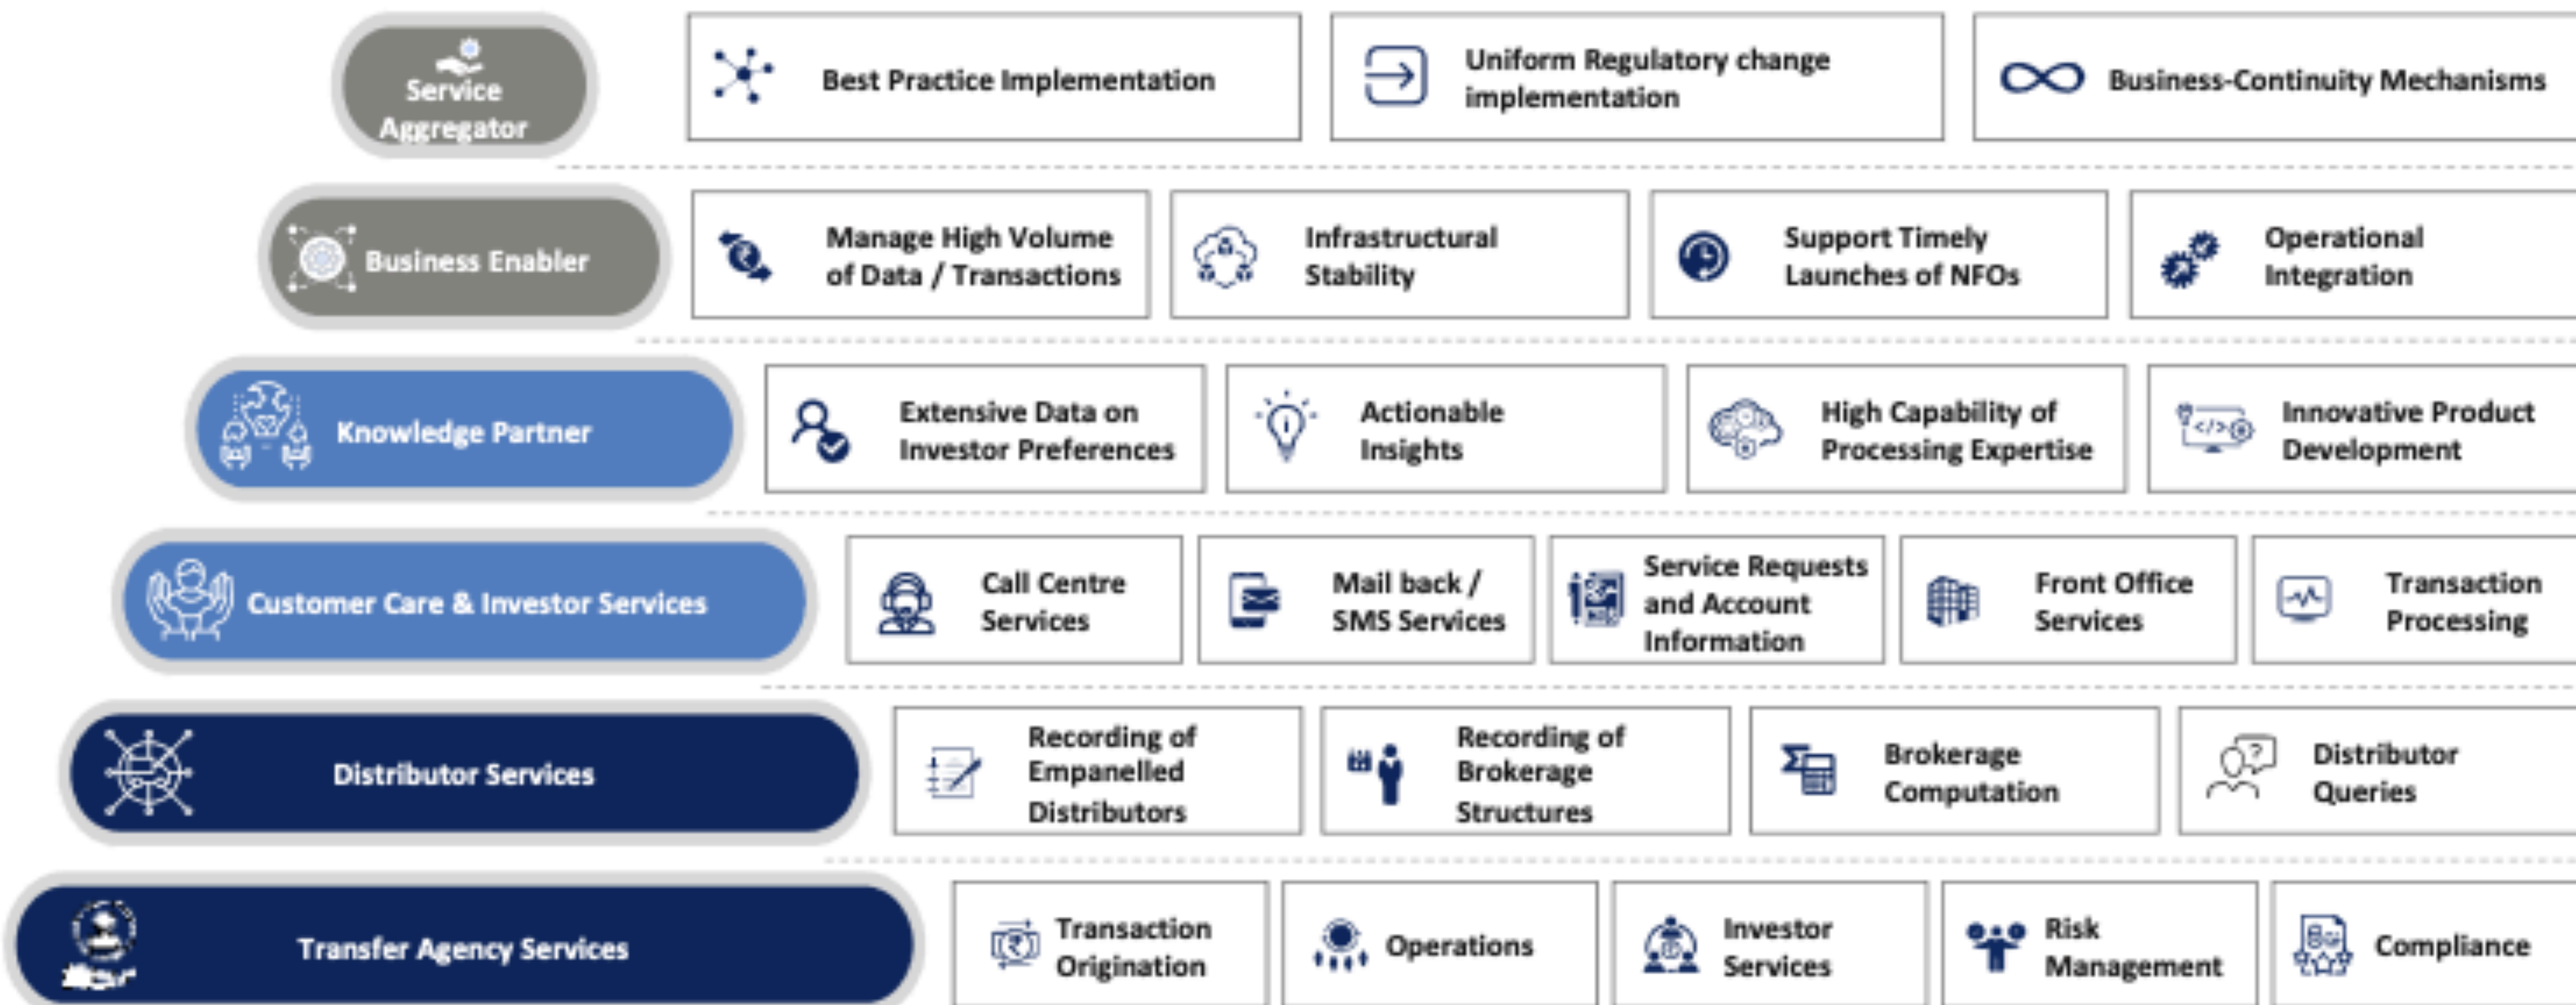 Service
Aggregator
Best Practice Implementation
Uniform Regulatory change
implementation
Business-Continuity Mechanisms
Business Enabler
Manage High Volume
of Data / Transactions
Infrastructural
Stability
Support Timely
Launches of NFOs
Operational
Integration
Knowledge Partner
Extensive Data on
Investor Preferences
Actionable
Insights
High Capability of
Processing Expertise
Innovative Product
Development
Customer Care & Investor Services
Call Centre
Services
Mail back /
SMS Services
Service Requests
and Account
Information
Front Office
Services
Transaction
Processing
Distributor Services
Recording of
Empanelled
Distributors
Recording of
Brokerage
Structures
Brokerage
Computation
Distributor
Queries
Transfer Agency Services
Transaction
Origination
Operations
Investor
Services
Risk
Management
Compliance